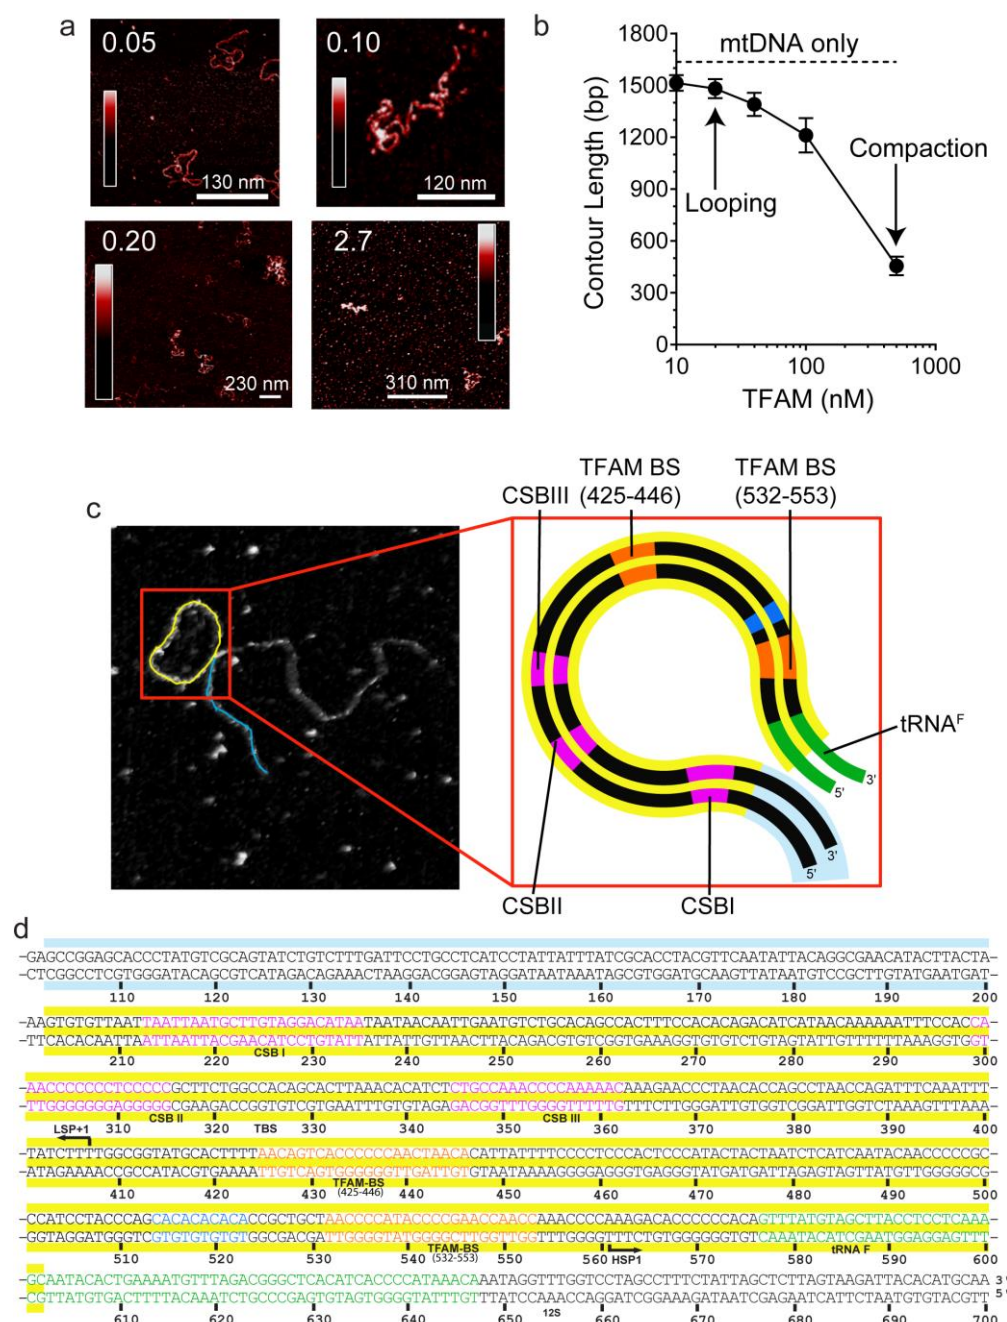 a
0.05
130 nm
0.10
120 nm
0.20
230 nm
2.7
310 nm
b
Contour Length (bp)
1800
1500
1200
900
600
300
0
mtDNA only
Looping
Compaction
10
100
1000
TFAM (nM)
c
CSBIII
TFAM BS
(425-446)
TFAM BS
(532-553)
tRNAF
3'
5'
3'
5'
CSBII
CSBI
d
-GAGCCGGAGCACCCTATGTCGCAGTATCTGTCTTTGATTCCTGCCTCATCCTATTATTTATCGCACCTACGTTCAATATTACAGGCGAACATACTTACTA-
-CTCGGCCTCGTGGGATACAGCGTCATAGACAGAAACTAAGGACGGAGTAGGATAATAAATAGCGTGGATGCAAGTTATAATGTCCGCTTGTATGAATGAT-
110 120 130 140 150 160 170 180 190 200
-AAGTGTGTTAATTAATTAATGCTTGTAGGACATAATAATAACAATTGAATGTCTGCACAGCCACTTTCCACACAGACATCATAACAAAAAATTTCCACCA-
-TTCACACAATTAATTAATTACGAACATCCTGTATTATTATTGTTAACTTACAGACGTGTCGGTGAAAGGTGTGTCTGTAGTATTGTTTTTTAAAGGTGGT-
210 220 CSB I 230 240 250 260 270 280 290 300
-AACCCCCCCTCCCCCGCTTCTGGCCACAGCACTTAAACACATCTCTGCCAAACCCCAAAAACAAAGAACCCTAACACCAGCCTAACCAGATTTCAAATTT-
-TTGGGGGGGAGGGGGCGAAGACCGGTGTCGTGAATTTGTGTAGAGACGGTTTGGGGTTTTTGTTTCTTGGGATTGTGGTCGGATTGGTCTAAAGTTTAAA-
310 CSB II 320 TBS 330 340 350 CSB III 360 370 380 390 400
LSP+1
-TATCTTTTGGCGGTATGCACTTTTAACAGTCACCCCCCAACTAACACATTATTTTCCCCTCCCACTCCCATACTACTAATCTCATCAATACAACCCCCGC-
-ATAGAAAACCGCCATACGTGAAAATTGTCAGTGGGGGGTTGATTGTGTAATAAAAGGGGAGGGTGAGGGTATGATGATTAGAGTAGTTATGTTGGGGGCG-
410 420 430 TFAM-BS 440 450 460 470 480 490 500
(425-446)
-CCATCCTACCCAGCACACACACACCGCTGCTAACCCCATACCCCGAACCAACCAAACCCCAAAGACACCCCCCACAGTTTATGTAGCTTACCTCCTCAAA-
-GGTAGGATGGGTCGTGTGTGTGTGGCGACGATTGGGGTATGGGGCTTGGTTGGTTTGGGGTTTCTGTGGGGGGTGTCAAATACATCGAATGGAGGAGTTT-
510 520 530 540 TFAM-BS 550 560 HSP1 570 580 tRNA F 590 600
(532-553)
-GCAATACACTGAAAATGTTTAGACGGGCTCACATCACCCCATAAACAAATAGGTTTGGTCCTAGCCTTTCTATTAGCTCTTAGTAAGATTACACATGCAA 3'
-CGTTATGTGACTTTTACAAATCTGCCCGAGTGTAGTGGGGTATTTGTTTATCCAAACCAGGATCGGAAAGATAATCGAGAATCATTCTAATGTGTACGTT 5'
610 620 630 640 650 12S 660 670 680 690 700